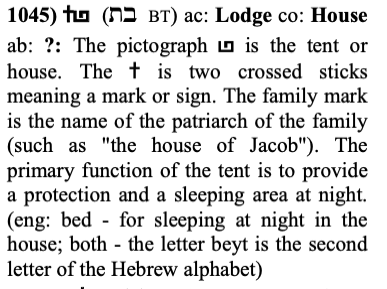 1045) 𐤕𐤁 (בת BT) ac: Lodge co: House
ab: ?: The pictograph 𐤁 is the tent or
house. The † is two crossed sticks
meaning a mark or sign. The family mark
is the name of the patriarch of the family
(such as "the house of Jacob"). The
primary function of the tent is to provide
a protection and a sleeping area at night.
(eng: bed - for sleeping at night in the
house; both - the letter beyt is the second
letter of the Hebrew alphabet)